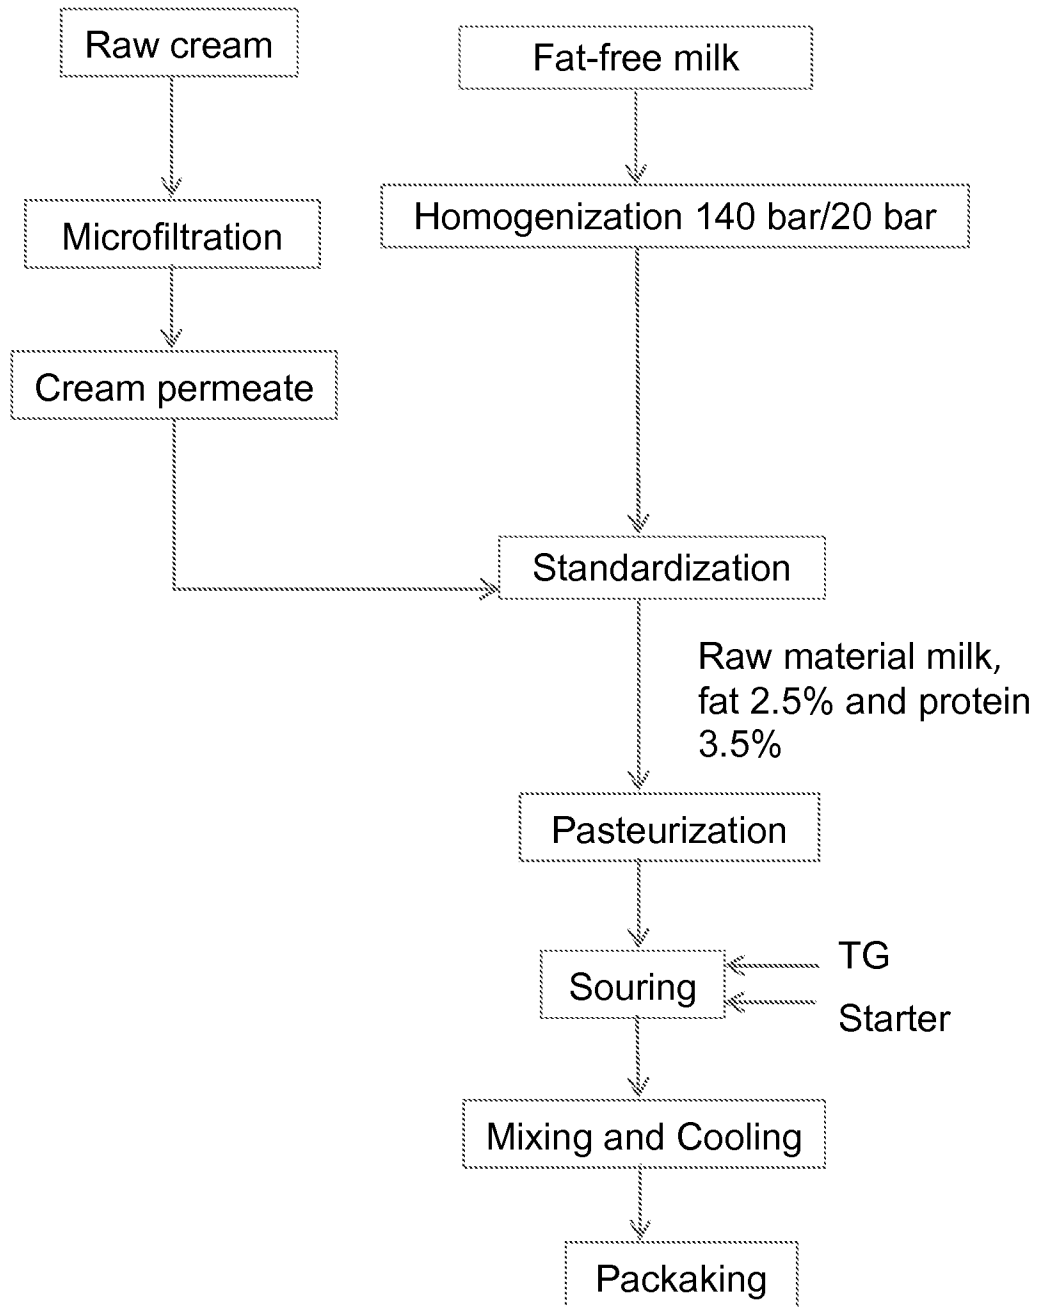 Raw cream
Fat-free milk
Microfiltration
Homogenization 140 bar/20 bar
Cream permeate
Standardization
Raw material milk,
fat 2.5% and protein
3.5%
Pasteurization
TG
Souring
Starter
Mixing and Cooling
Packaking